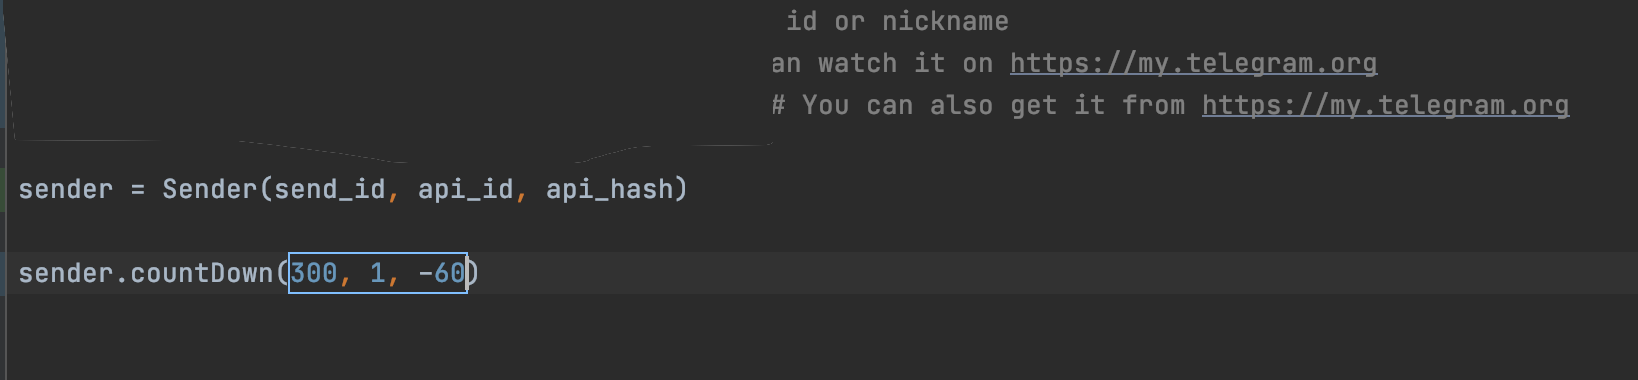 id or nickname
an watch it on https://my.telegram.org
# You can also get it from https://my.telegram.org
sender = Sender(send_id, api_id, api_hash)
sender.countDown(300, 1, -60)